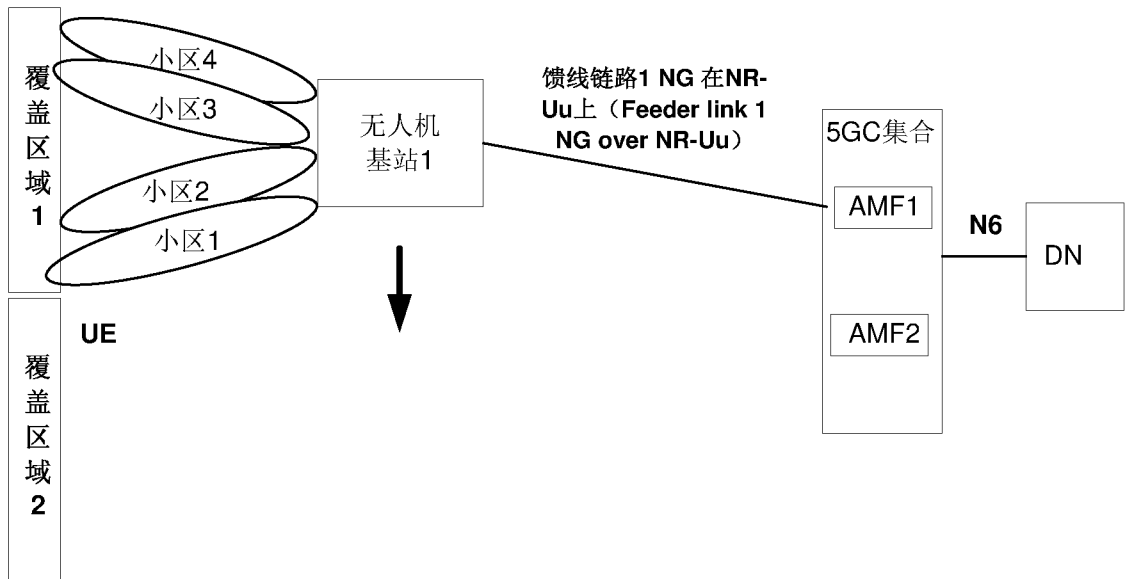 覆盖区域1
小区4
小区3
小区2
小区1
无人机
基站1
馈线链路1 NG 在NR-
Uu上（Feeder link 1
NG over NR-Uu）
5GC集合
AMF1
AMF2
N6
DN
UE
覆盖区域2